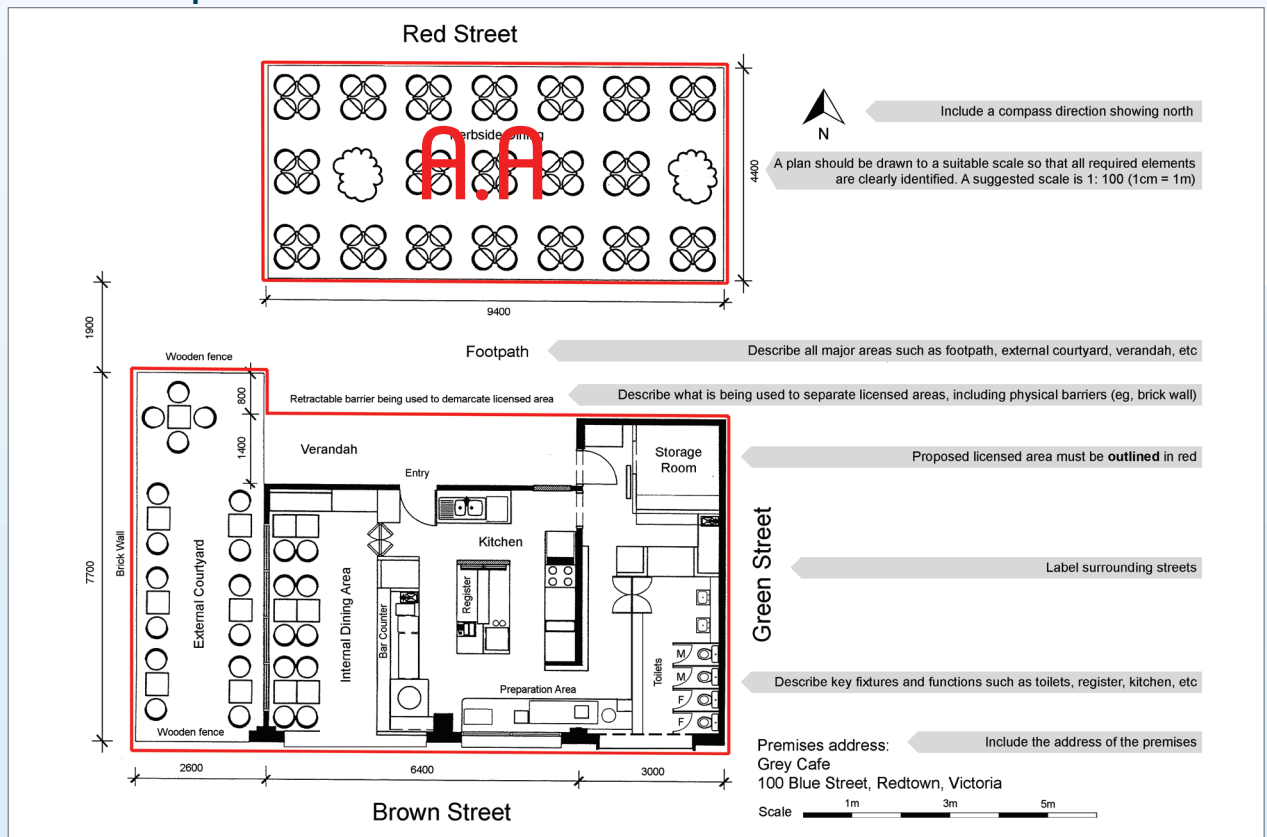 Red Street
Include a compass direction showing north
N
Kerbside Dining
A.A
A plan should be drawn to a suitable scale so that all required elements
are clearly identified. A suggested scale is 1: 100 (1cm = 1m)
4400
9400
1900
Footpath
Describe all major areas such as footpath, external courtyard, verandah, etc
Wooden fence
800
Retractable barrier being used to demarcate licensed area
Describe what is being used to separate licensed areas, including physical barriers (eg, brick wall)
1400
Verandah
Storage
Room
Proposed licensed area must be outlined in red
Entry
Kitchen
Green Street
7700
Brick Wall
External Courtyard
Internal Dining Area
Bar Counter
Register
Label surrounding streets
Toilets
M
M
F
F
Describe key fixtures and functions such as toilets, register, kitchen, etc
Preparation Area
Wooden fence
Include the address of the premises
Premises address:
Grey Cafe
100 Blue Street, Redtown, Victoria
2600
6400
3000
Brown Street
Scale
1m
3m
5m